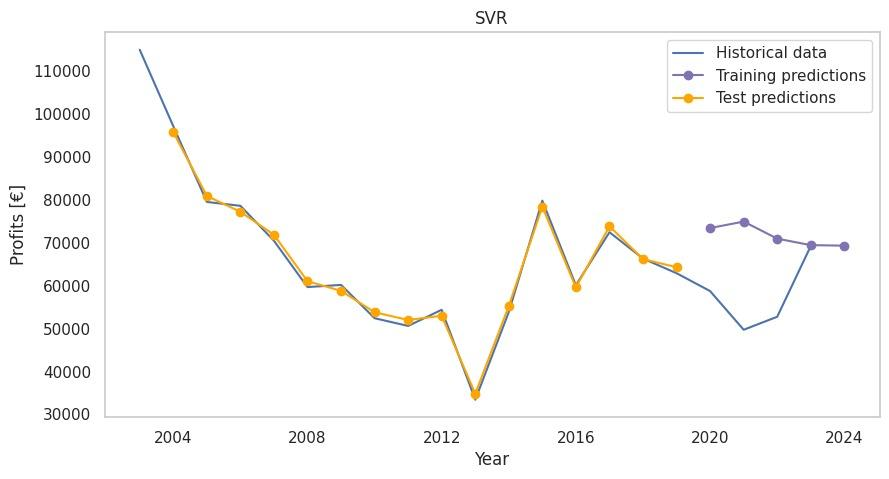 SVR
Historical data
Training predictions
Test predictions
110000
100000
90000
80000
70000
60000
50000
40000
30000
Profits [€]
2004 2008 2012 2016 2020 2024
Year